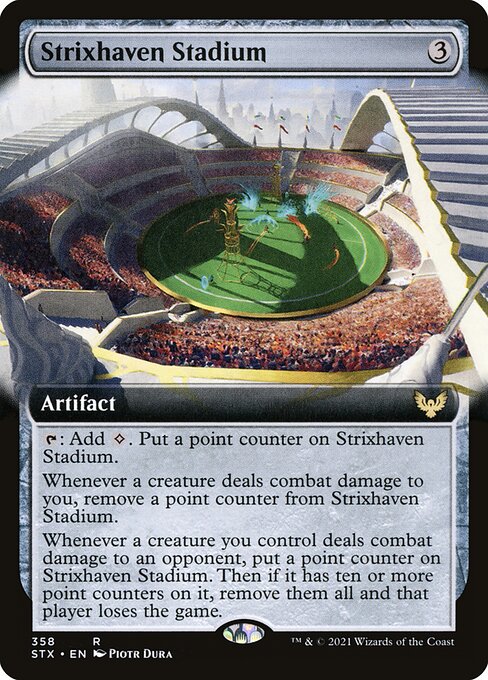 Strixhaven Stadium 3
Artifact
T: Add C. Put a point counter on Strixhaven
Stadium.
Whenever a creature deals combat damage to
you, remove a point counter from Strixhaven
Stadium.
Whenever a creature you control deals combat
damage to an opponent, put a point counter on
Strixhaven Stadium. Then if it has ten or more
point counters on it, remove them all and that
player loses the game.
358 R
STX • EN Piotr Dura
™ & © 2021 Wizards of the Coast